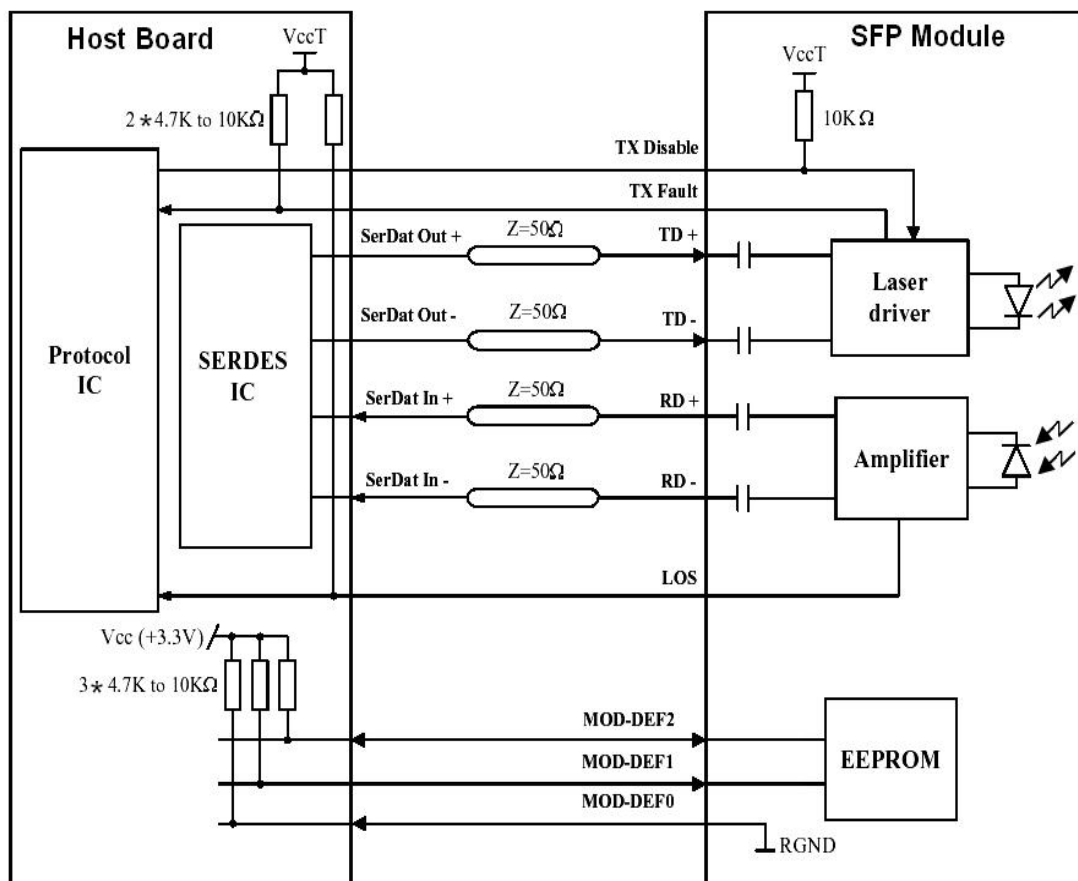 Host Board
SFP Module
VccT
VccT
2*4.7K to 10KΩ
10KΩ
TX Disable
TX Fault
SerDat Out +
Z=50Ω
TD +
SerDat Out -
Z=50Ω
TD -
Laser
driver
Protocol
IC
SERDES
IC
SerDat In +
Z=50Ω
RD +
SerDat In -
Z=50Ω
RD -
Amplifier
LOS
Vcc (+3.3V)
3*4.7K to 10KΩ
MOD-DEF2
MOD-DEF1
MOD-DEF0
EEPROM
RGND